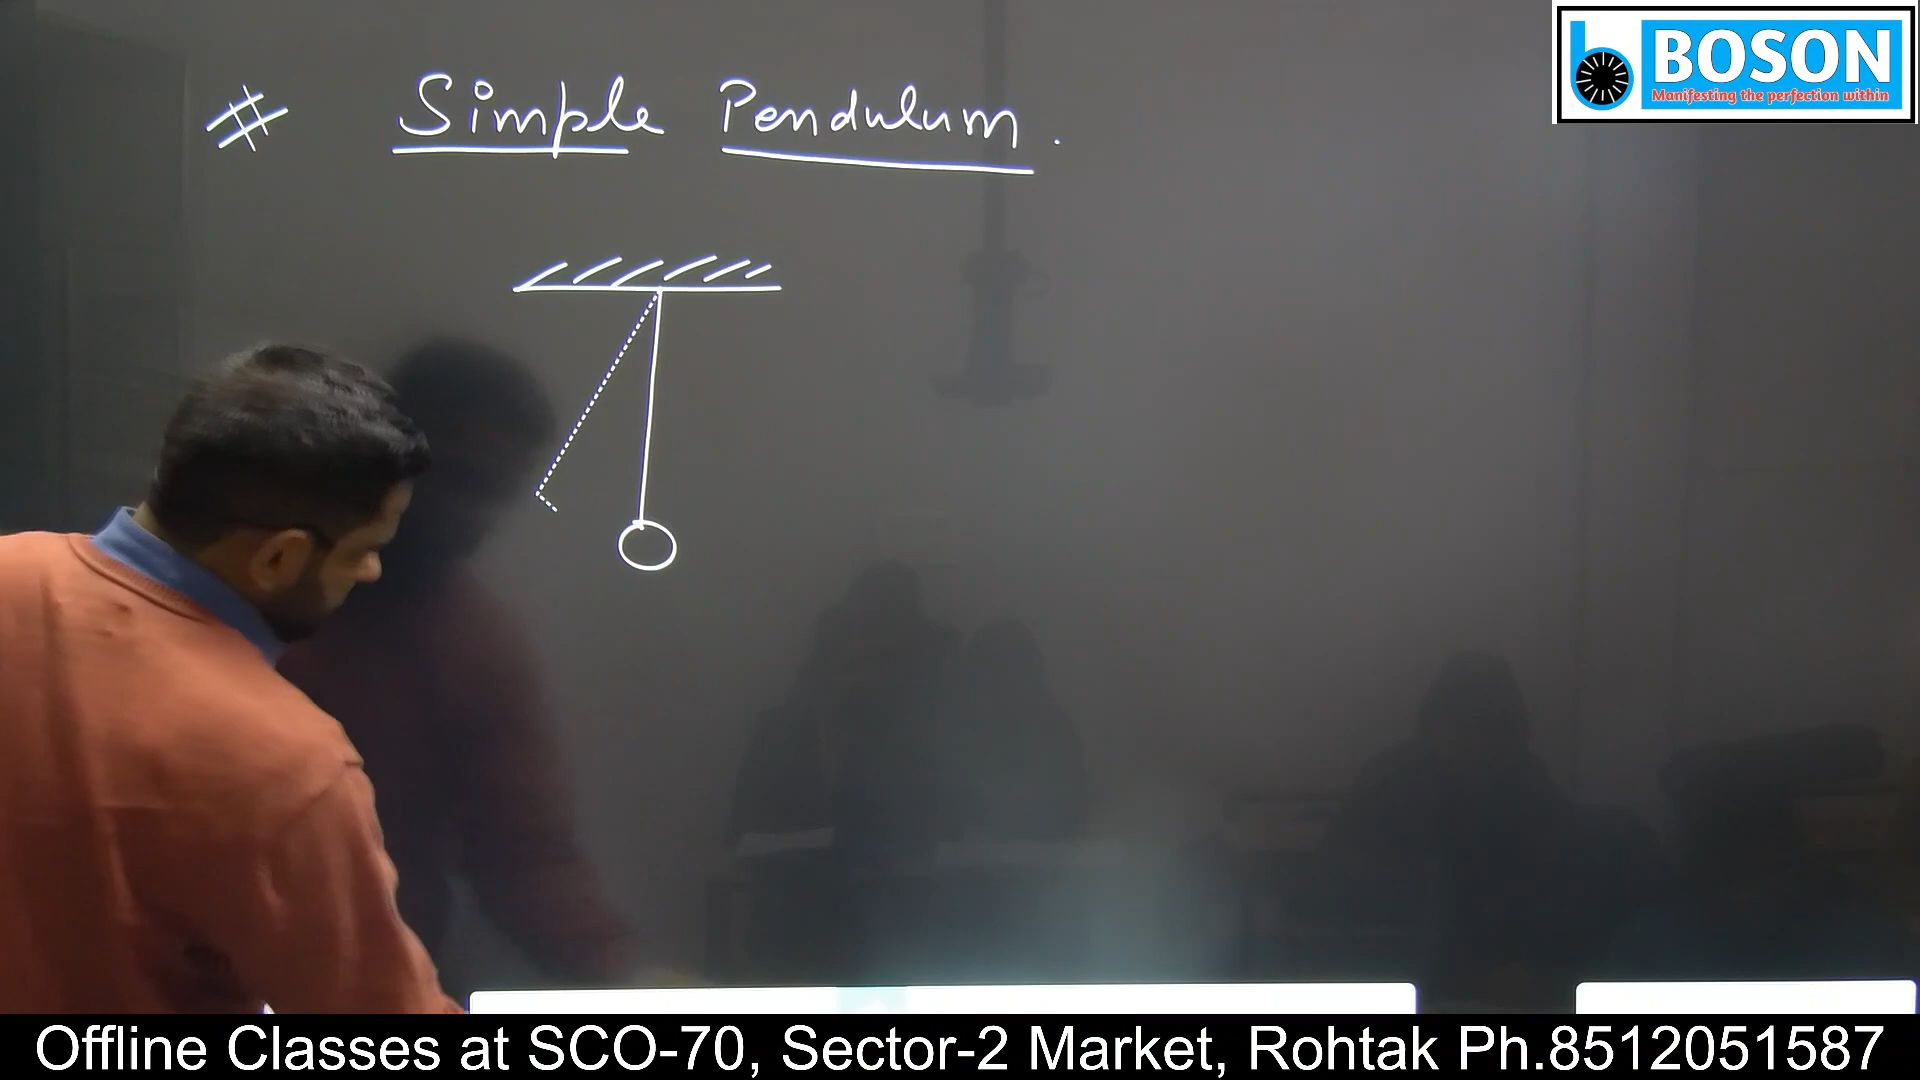 BOSON
Manifesting the perfection within
# Simple Pendulum.
Offline Classes at SCO-70, Sector-2 Market, Rohtak Ph.8512051587